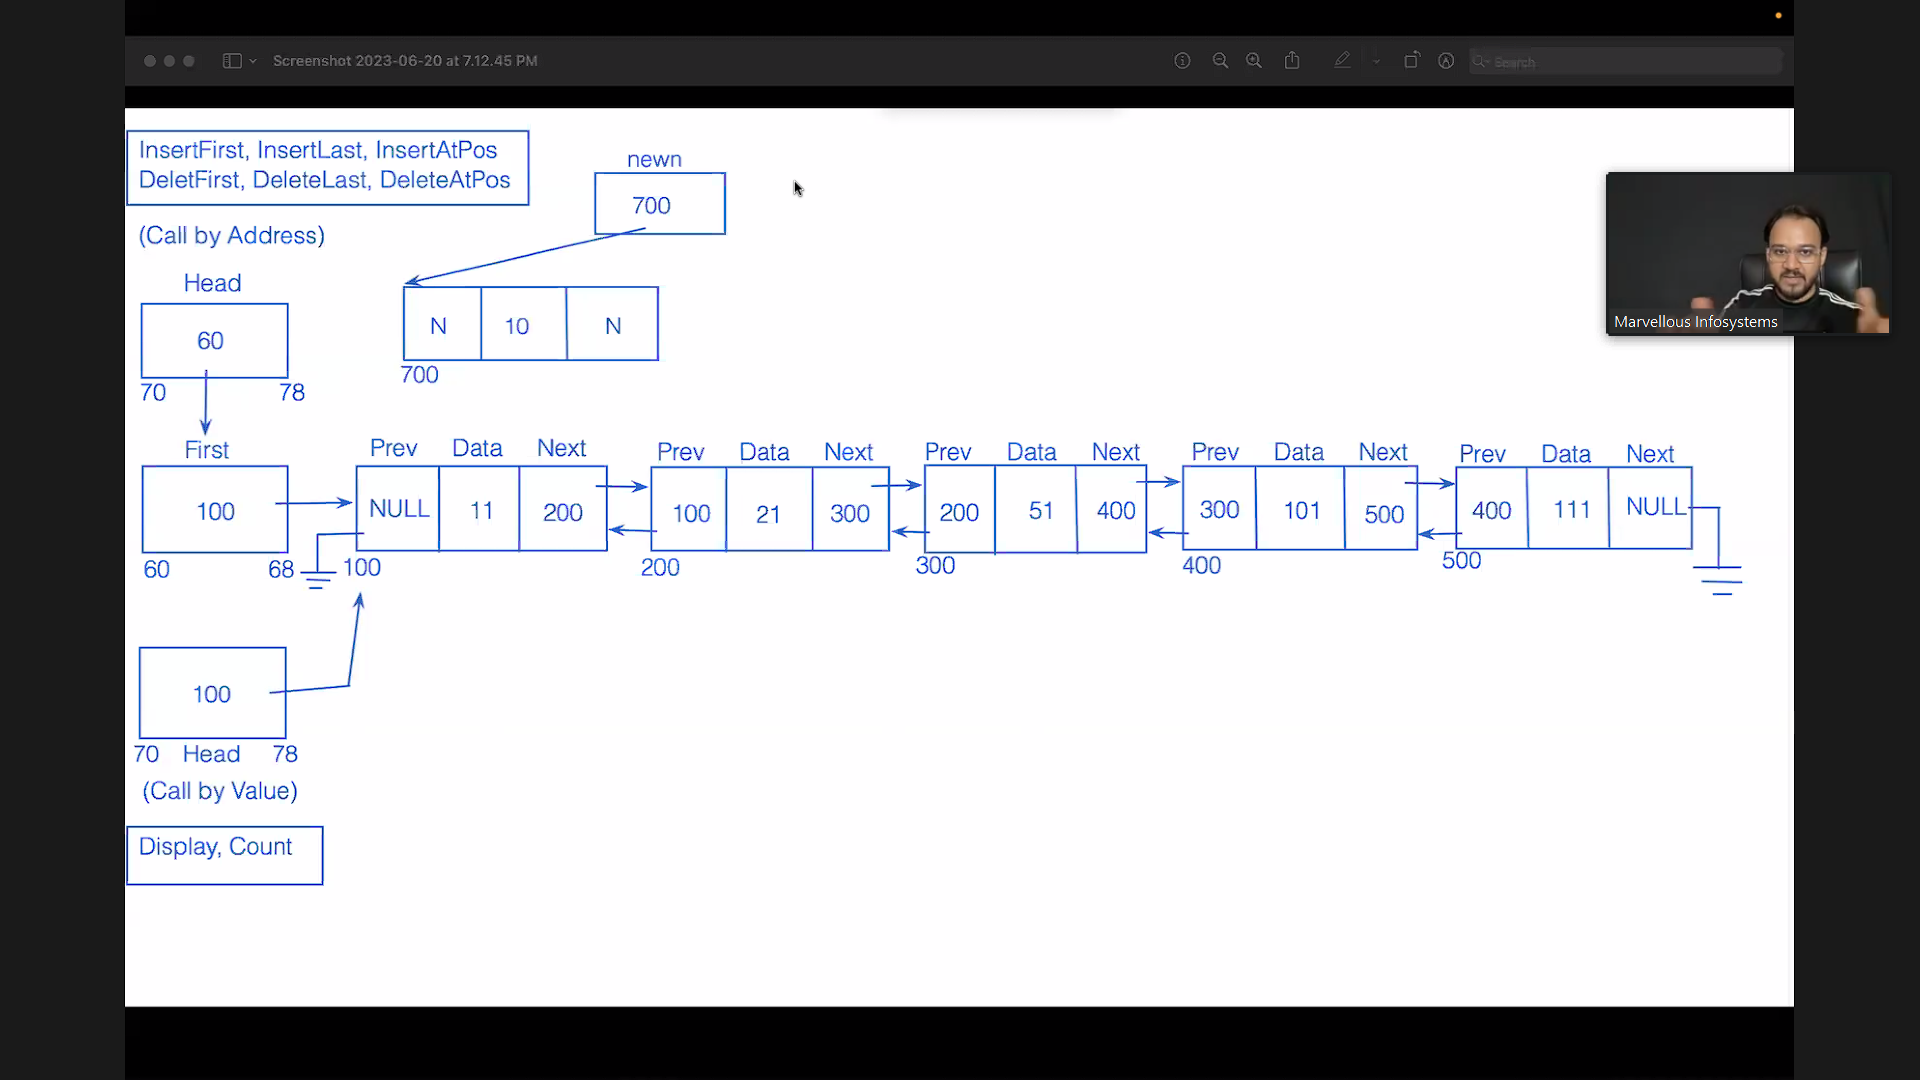 Screenshot 2023-06-20 at 7.12.45 PM
Search
InsertFirst, InsertLast, InsertAtPos
DeletFirst, DeleteLast, DeleteAtPos
newn
700
(Call by Address)
Head
60
70 78
N 10 N
700
Marvellous Infosystems
First
100
60 68
Prev Data Next
NULL 11 200
100
Prev Data Next
100 21 300
200
Prev Data Next
200 51 400
300
Prev Data Next
300 101 500
400
Prev Data Next
400 111 NULL
500
100
70 Head 78
(Call by Value)
Display, Count